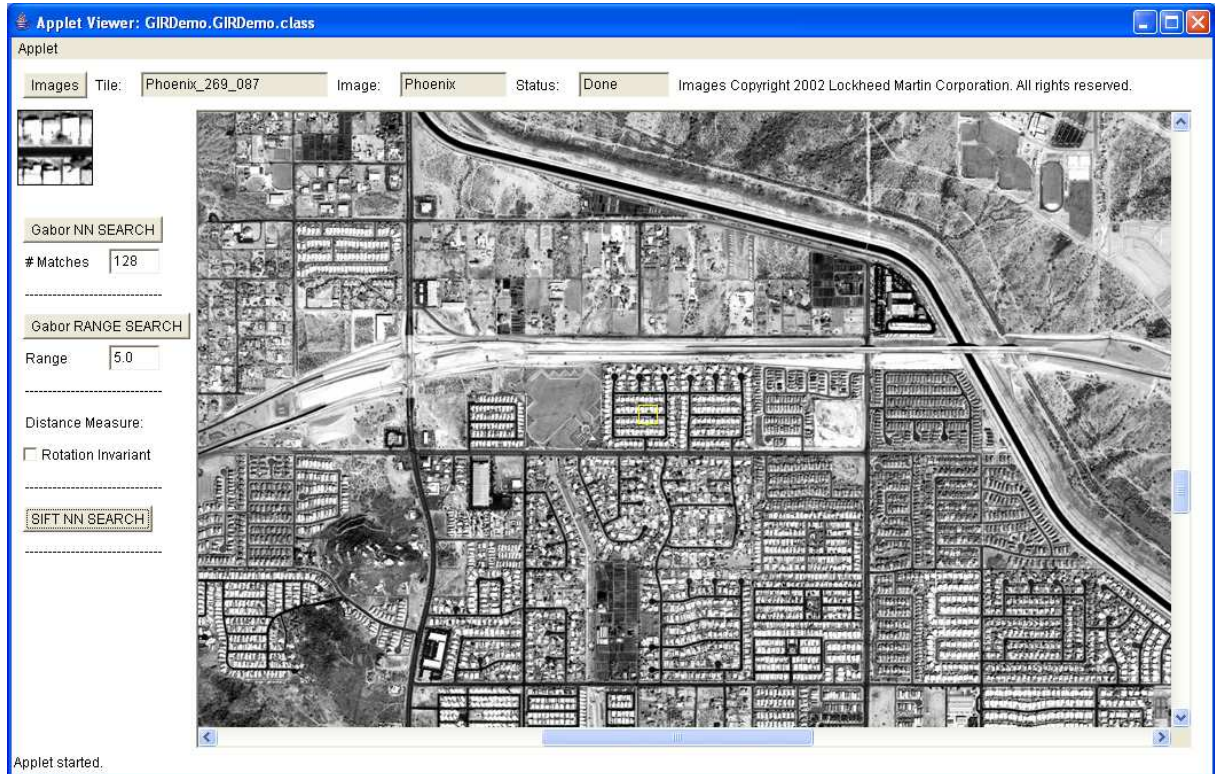 Applet Viewer: GIRDemo.GIRDemo.class
Applet
Images Tile: Phoenix_269_087 Image: Phoenix Status: Done Images Copyright 2002 Lockheed Martin Corporation. All rights reserved.
Gabor NN SEARCH
# Matches 128
------------------------------
Gabor RANGE SEARCH
Range 5.0
------------------------------
Distance Measure:
Rotation Invariant
------------------------------
SIFT NN SEARCH
------------------------------
Applet started.